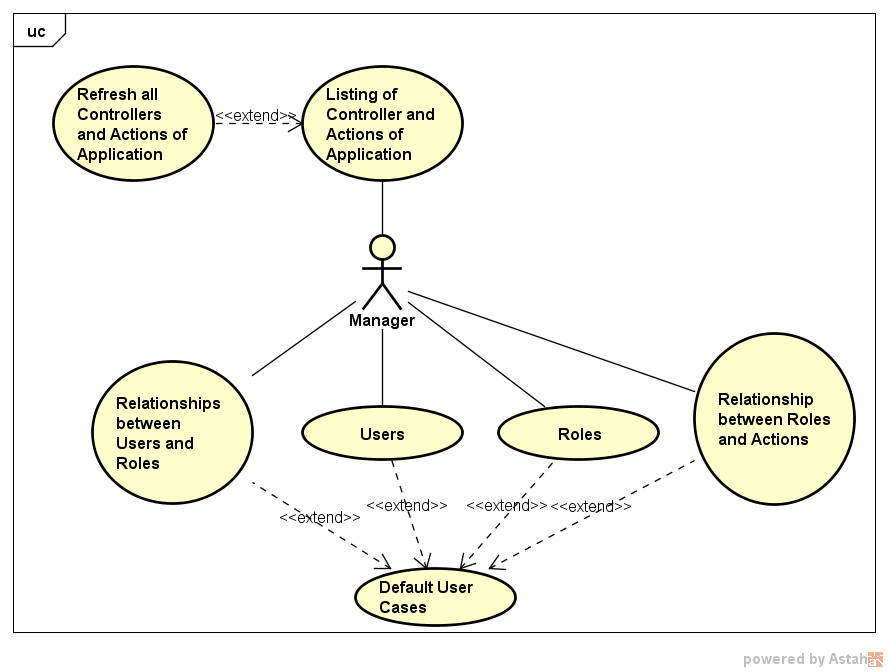 uc
Refresh all
Controllers
and Actions of
Application
<<extend>>
Listing of
Controller and
Actions of
Application
Manager
Relationships
between
Users and
Roles
Users
Roles
Relationship
between Roles
and Actions
<<extend>>
<<extend>>
<<extend>>
<<extend>>
Default User
Cases
powered by Astah